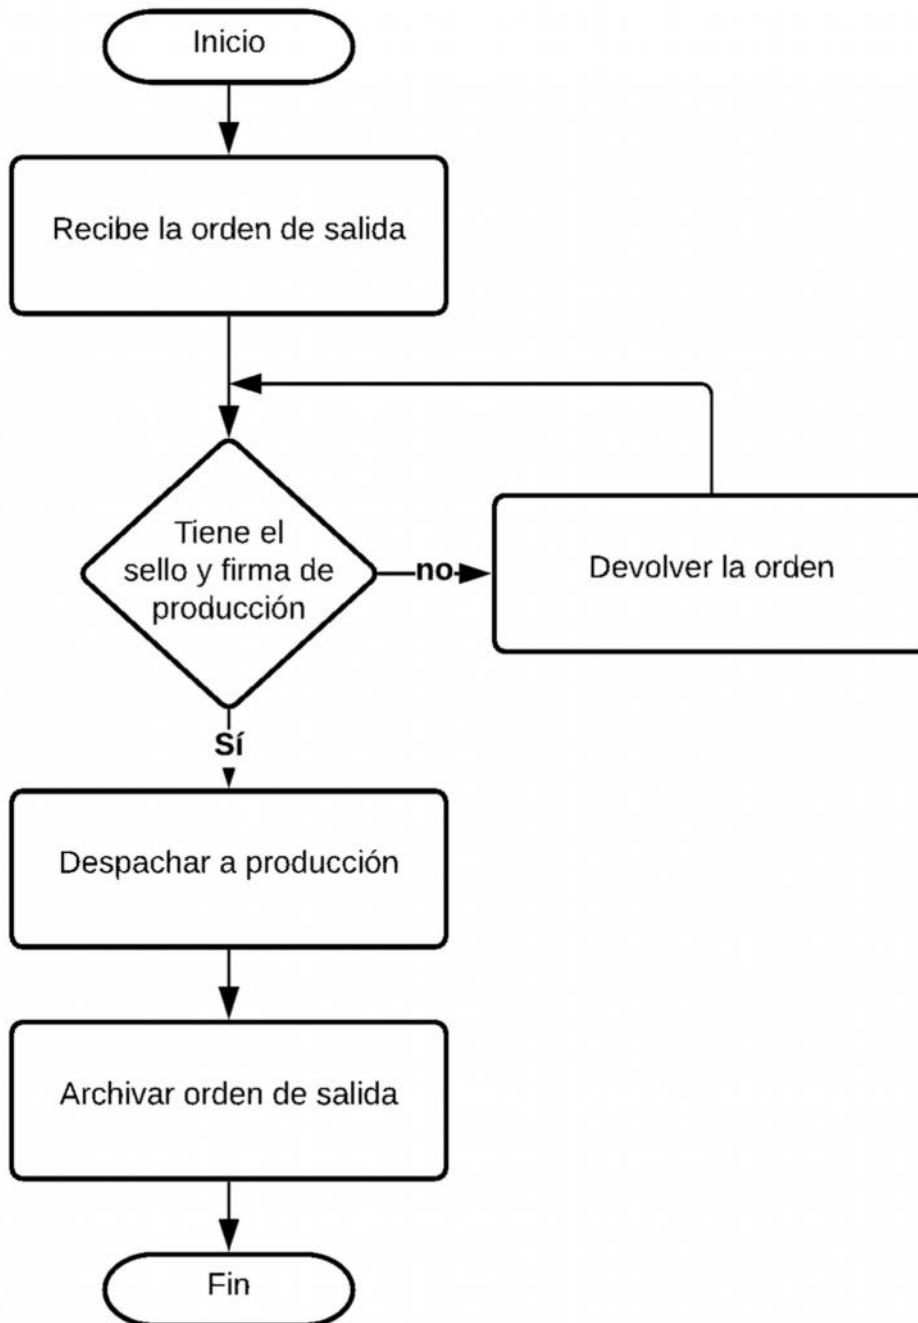 Inicio
Recibe la orden de salida
Tiene el
sello y firma de
producción
no
Devolver la orden
Sí
Despachar a producción
Archivar orden de salida
Fin